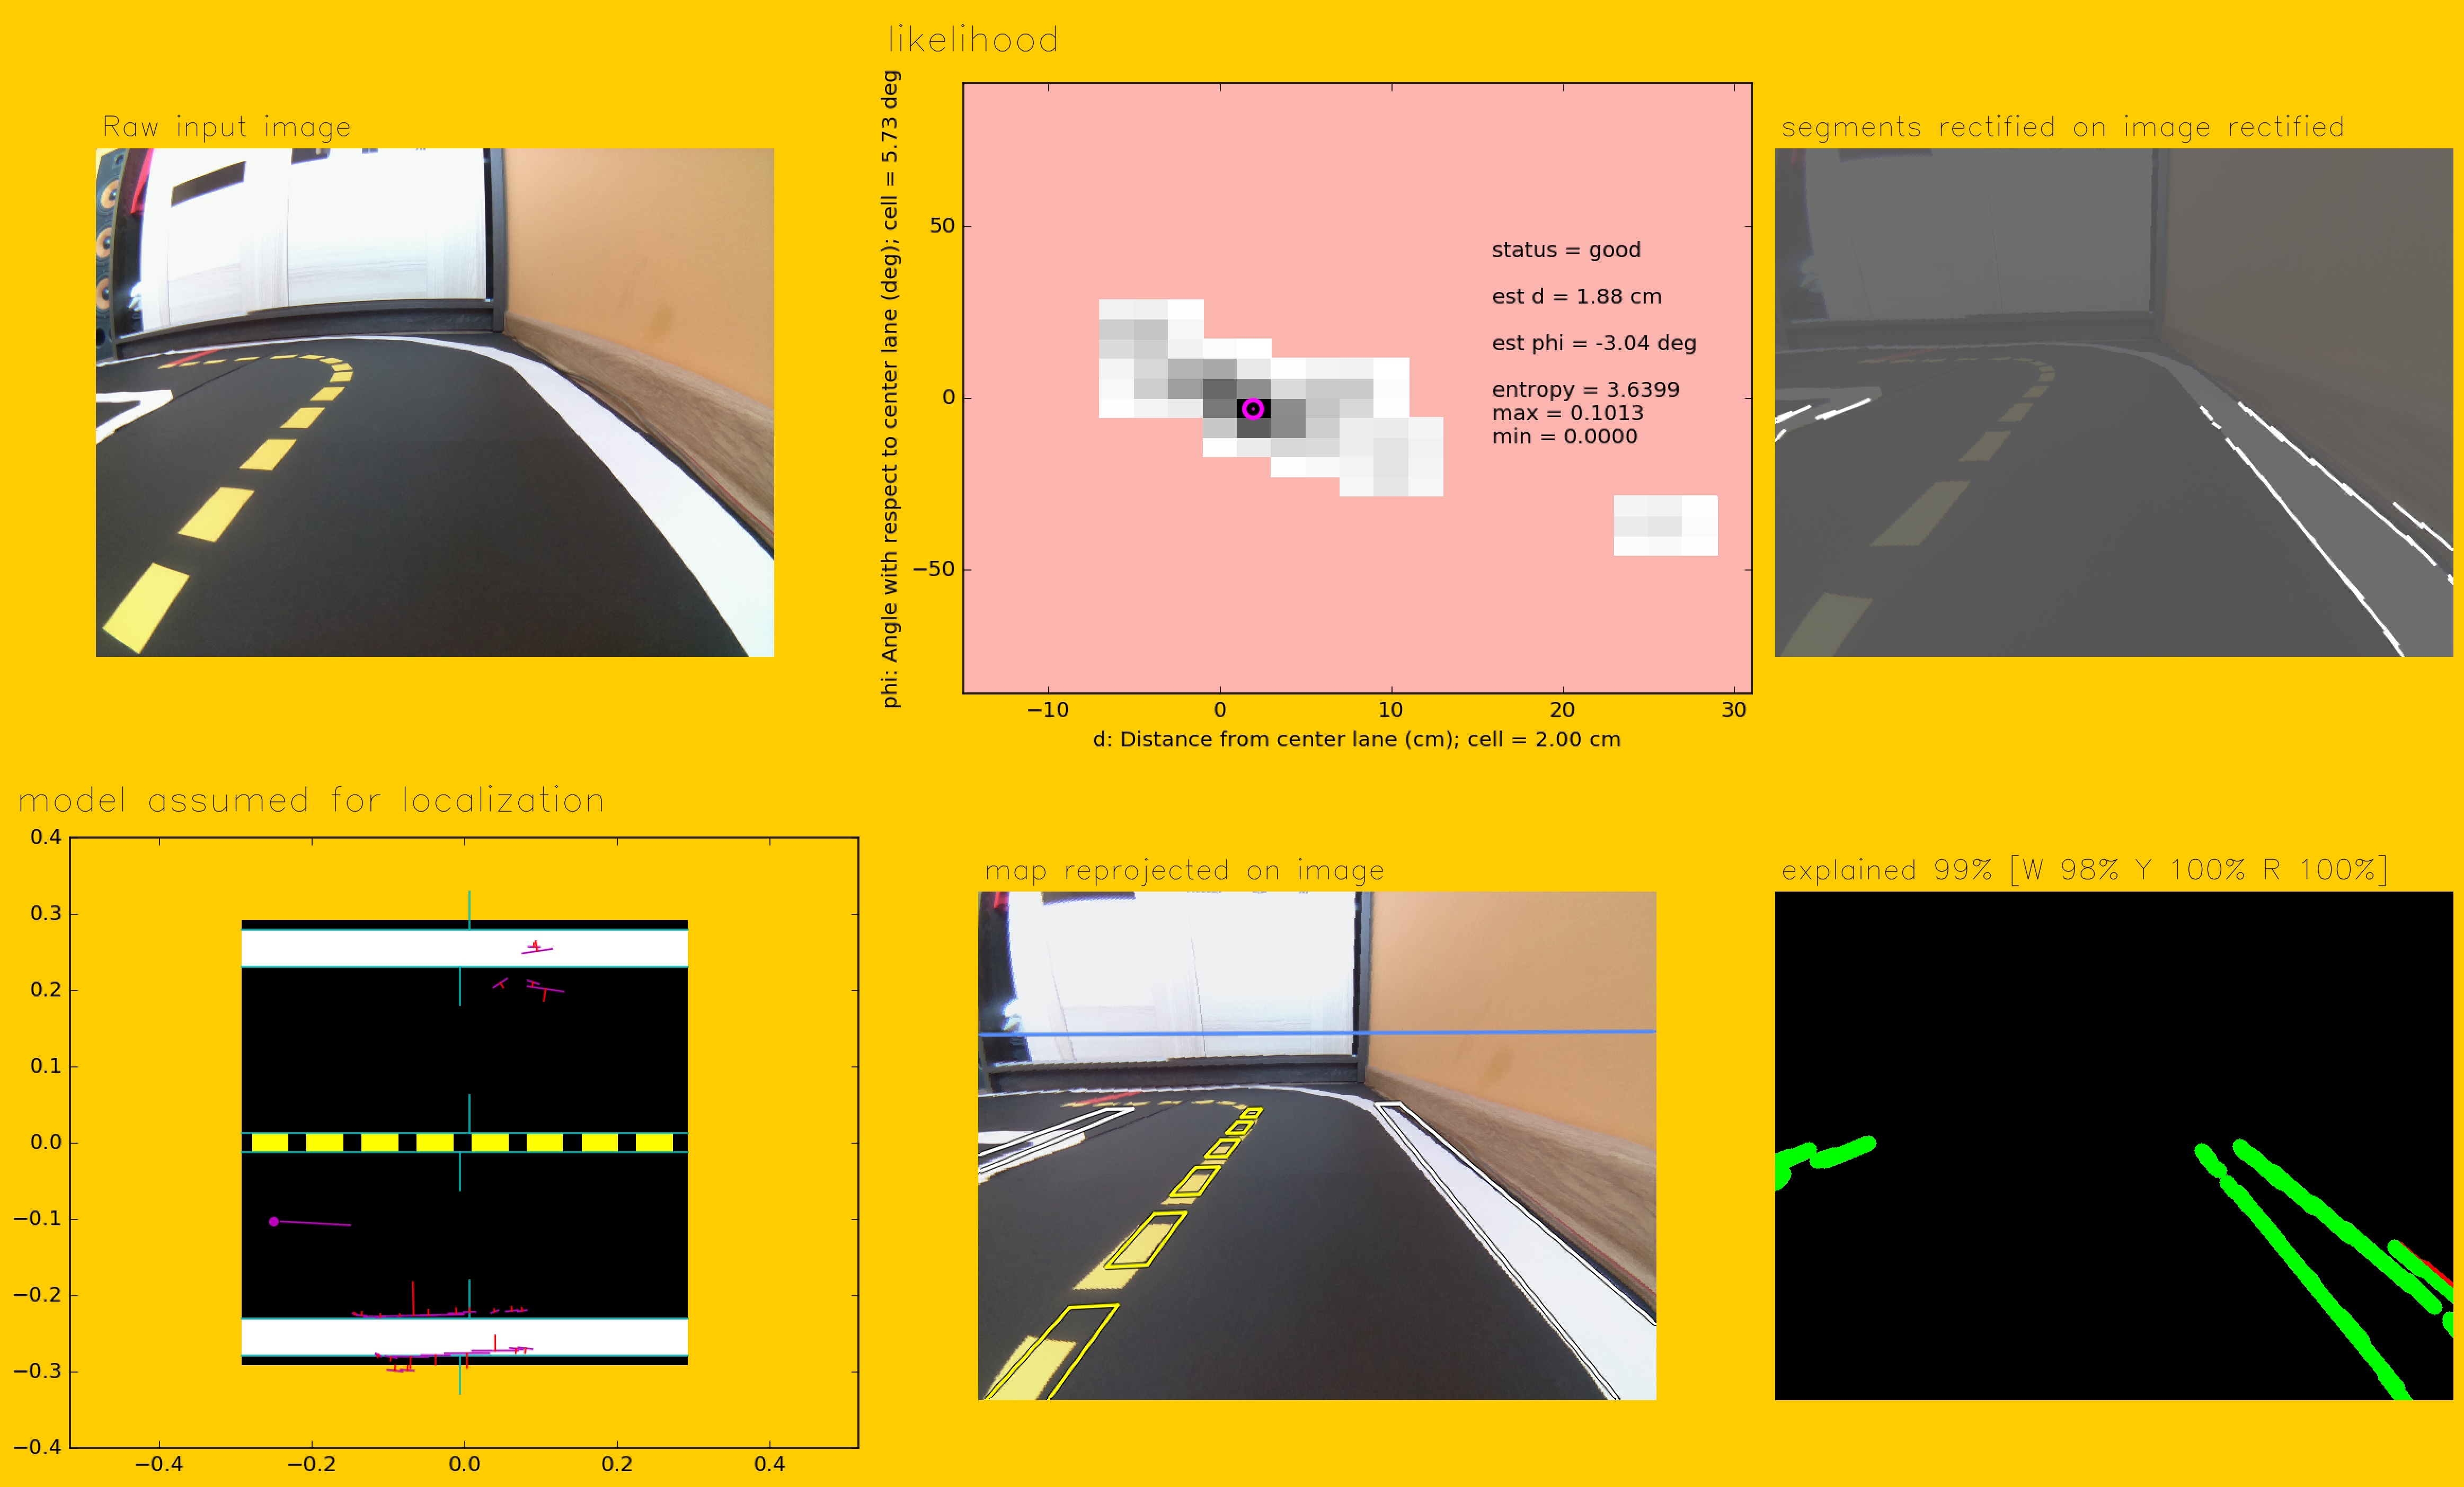 likelihood
Raw input image
segments rectified on image rectified
phi: Angle with respect to center lane (deg); cell = 5.73 deg
50
0
−50
status = good
est d = 1.88 cm
est phi = -3.04 deg
entropy = 3.6399
max = 0.1013
min = 0.0000
−10 0 10 20 30
d: Distance from center lane (cm); cell = 2.00 cm
model assumed for localization
0.4
0.3
0.2
0.1
0.0
−0.1
−0.2
−0.3
−0.4
−0.4 −0.2 0.0 0.2 0.4
map reprojected on image
explained 99% [W 98% Y 100% R 100%]